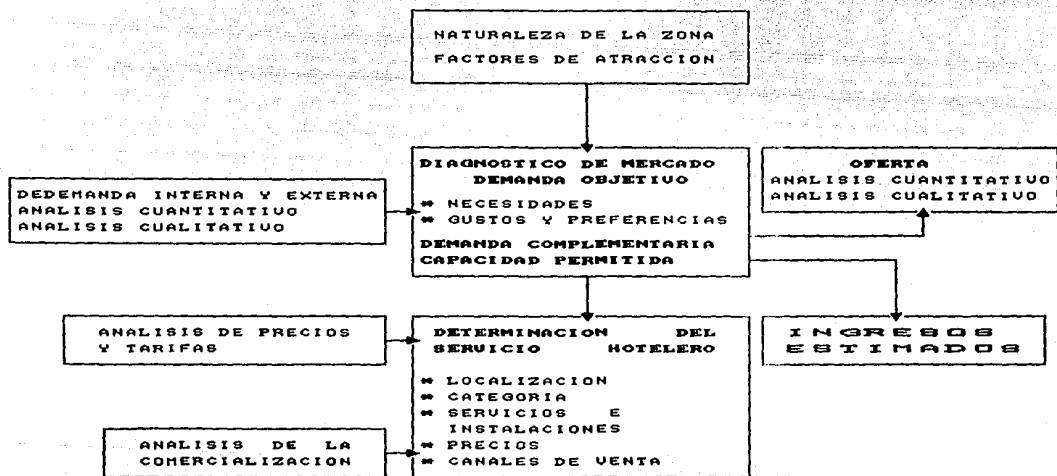 NATURALEZA DE LA ZONA
FACTORES DE ATRACCION
DIAGNOSTICO DE MERCADO
DEMANDA OBJETIVO
* NECESIDADES
* GUSTOS Y PREFERENCIAS
DEMANDA COMPLEMENTARIA
CAPACIDAD PERMITIDA
OFERTA
ANALISIS CUANTITATIVO
ANALISIS CUALITATIVO
DEDEMANDA INTERNA Y EXTERNA
ANALISIS CUANTITATIVO
ANALISIS CUALITATIVO
ANALISIS DE PRECIOS
Y TARIFAS
DETERMINACION DEL
SERVICIO HOTELERO
* LOCALIZACION
* CATEGORIA
* SERVICIOS E
INSTALACIONES
* PRECIOS
* CANALES DE VENTA
INGRESOS
ESTIMADOS
ANALISIS DE LA
COMERCIALIZACION